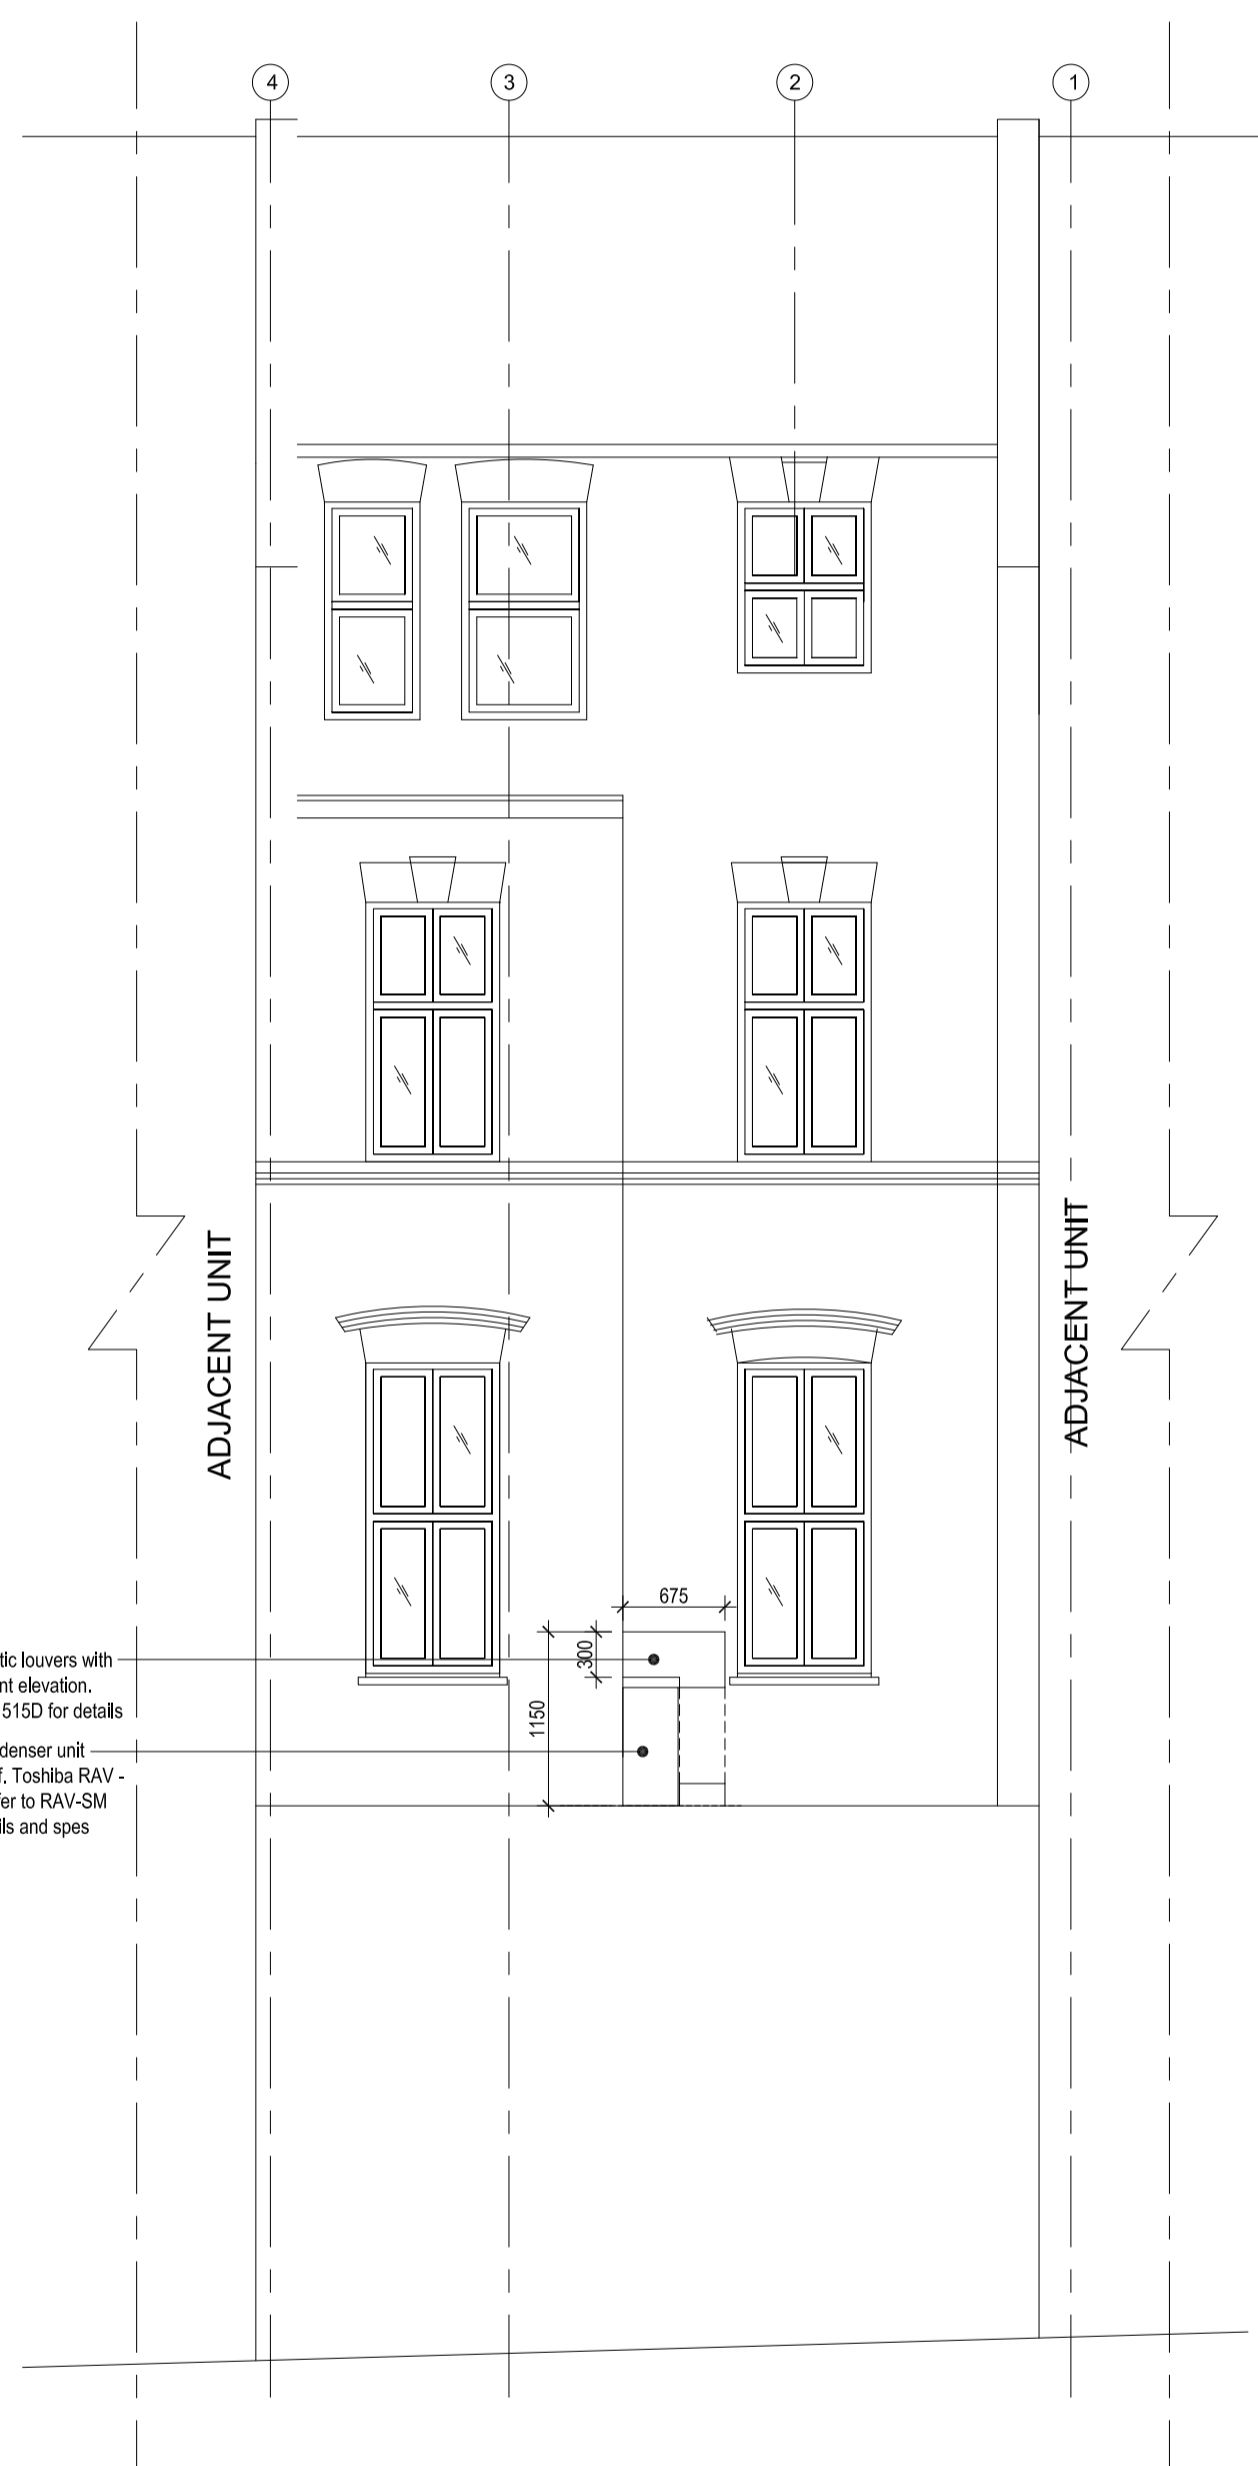 4
3
2
1
ADJACENT UNIT
ADJACENT UNIT
675
300
1150
tic louvers with
nt elevation.
515D for details
denser unit
f. Toshiba RAV -
fer to RAV-SM
ils and spes